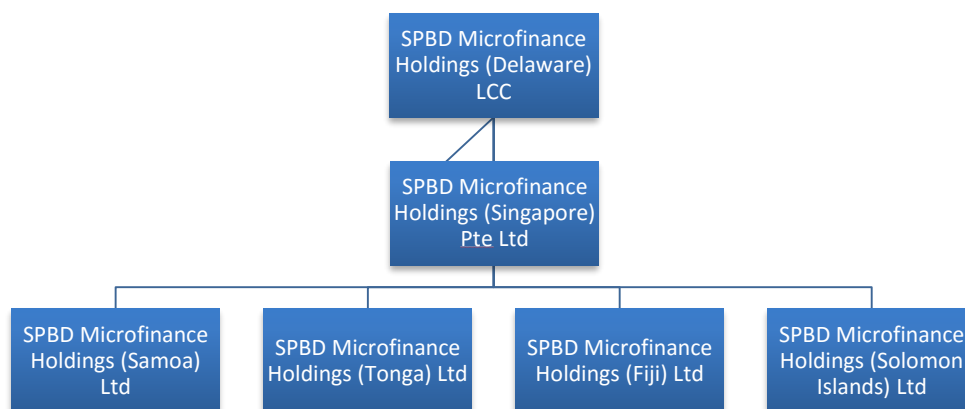 SPBD Microfinance
Holdings (Delaware)
LCC
SPBD Microfinance
Holdings (Singapore)
Pte Ltd
SPBD Microfinance
Holdings (Samoa)
Ltd
SPBD Microfinance
Holdings (Tonga) Ltd
SPBD Microfinance
Holdings (Fiji) Ltd
SPBD Microfinance
Holdings (Solomon
Islands) Ltd